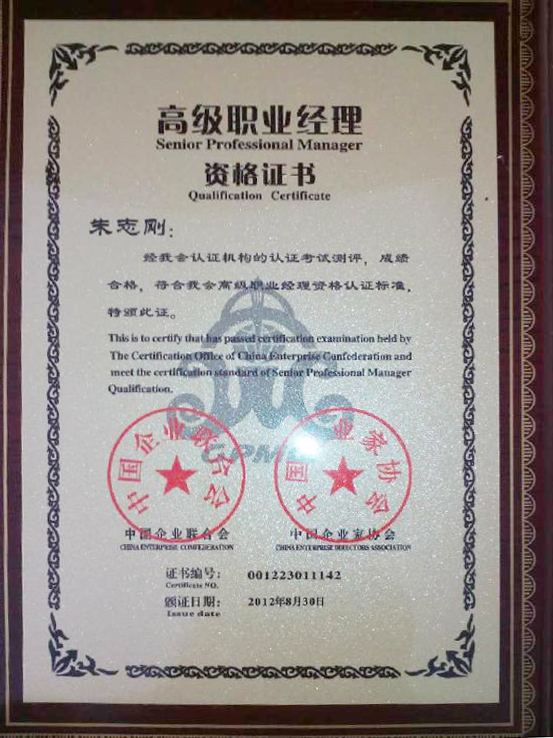 高级职业经理
Senior Professional Manager
资格证书
Qualification Certificate
朱志刚:
经我会认证机构的认证考试测评，成绩
合格，符合我会高级职业经理资格认证标准，
特颁此证。
This is to certify that has passed certification examination held by
The Certification Office of China Enterprise Confederation and
meet the certification standard of Senior Professional Manager
Qualification.
中国企业联合会
中国 业家协会
中国企业联合会
中国企业家协会
CHINA ENTERPRISE CONFEDERATION
CHINA ENTERPRISE DIRECTORS ASSOCIATION
证书编号: 001223011142
Certificate NO.
颁证日期: 2012年8月30日
Issue date